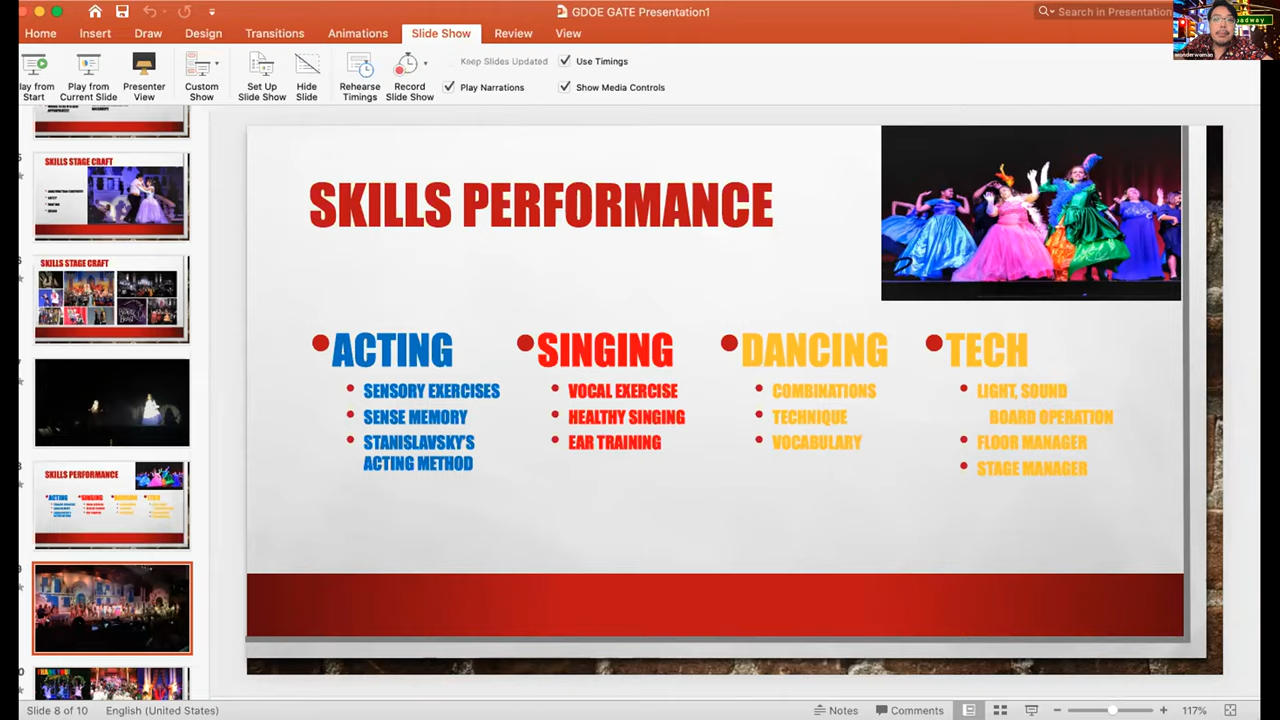 GDOE GATE Presentation1
Search in Presentation
Home Insert Draw Design Transitions Animations Slide Show Review View
Play from Start
Play from Current Slide
Presenter View
Custom Show
Set Up Slide Show
Hide Slide
Rehearse Timings
Record Slide Show
Keep Slides Updated
Use Timings
Play Narrations
Show Media Controls
SKILLS STAGE CRAFT
SKILLS STAGE CRAFT
SKILLS PERFORMANCE
ACTING SINGING TECH
SKILLS PERFORMANCE
ACTING
SENSORY EXERCISES
SENSE MEMORY
STANISLAVSKY'S
ACTING METHOD
SINGING
VOCAL EXERCISE
HEALTHY SINGING
EAR TRAINING
DANCING
COMBINATIONS
TECHNIQUE
VOCABULARY
TECH
LIGHT, SOUND
BOARD OPERATION
FLOOR MANAGER
STAGE MANAGER
Slide 8 of 10
English (United States)
Notes
Comments
117%